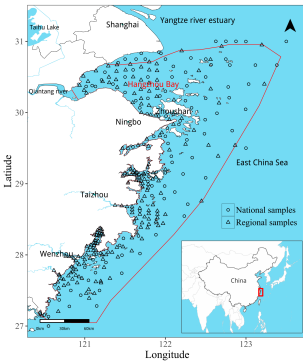 Shanghai
Yangtze river estuary
Taihu Lake
31
Qiantang river
Hangzhou Bay
30
Zhoushan
Ningbo
East China Sea
29
Taizhou
National samples
Regional samples
28
Wenzhou
China
27
121
122
123
Latitude
Longitude